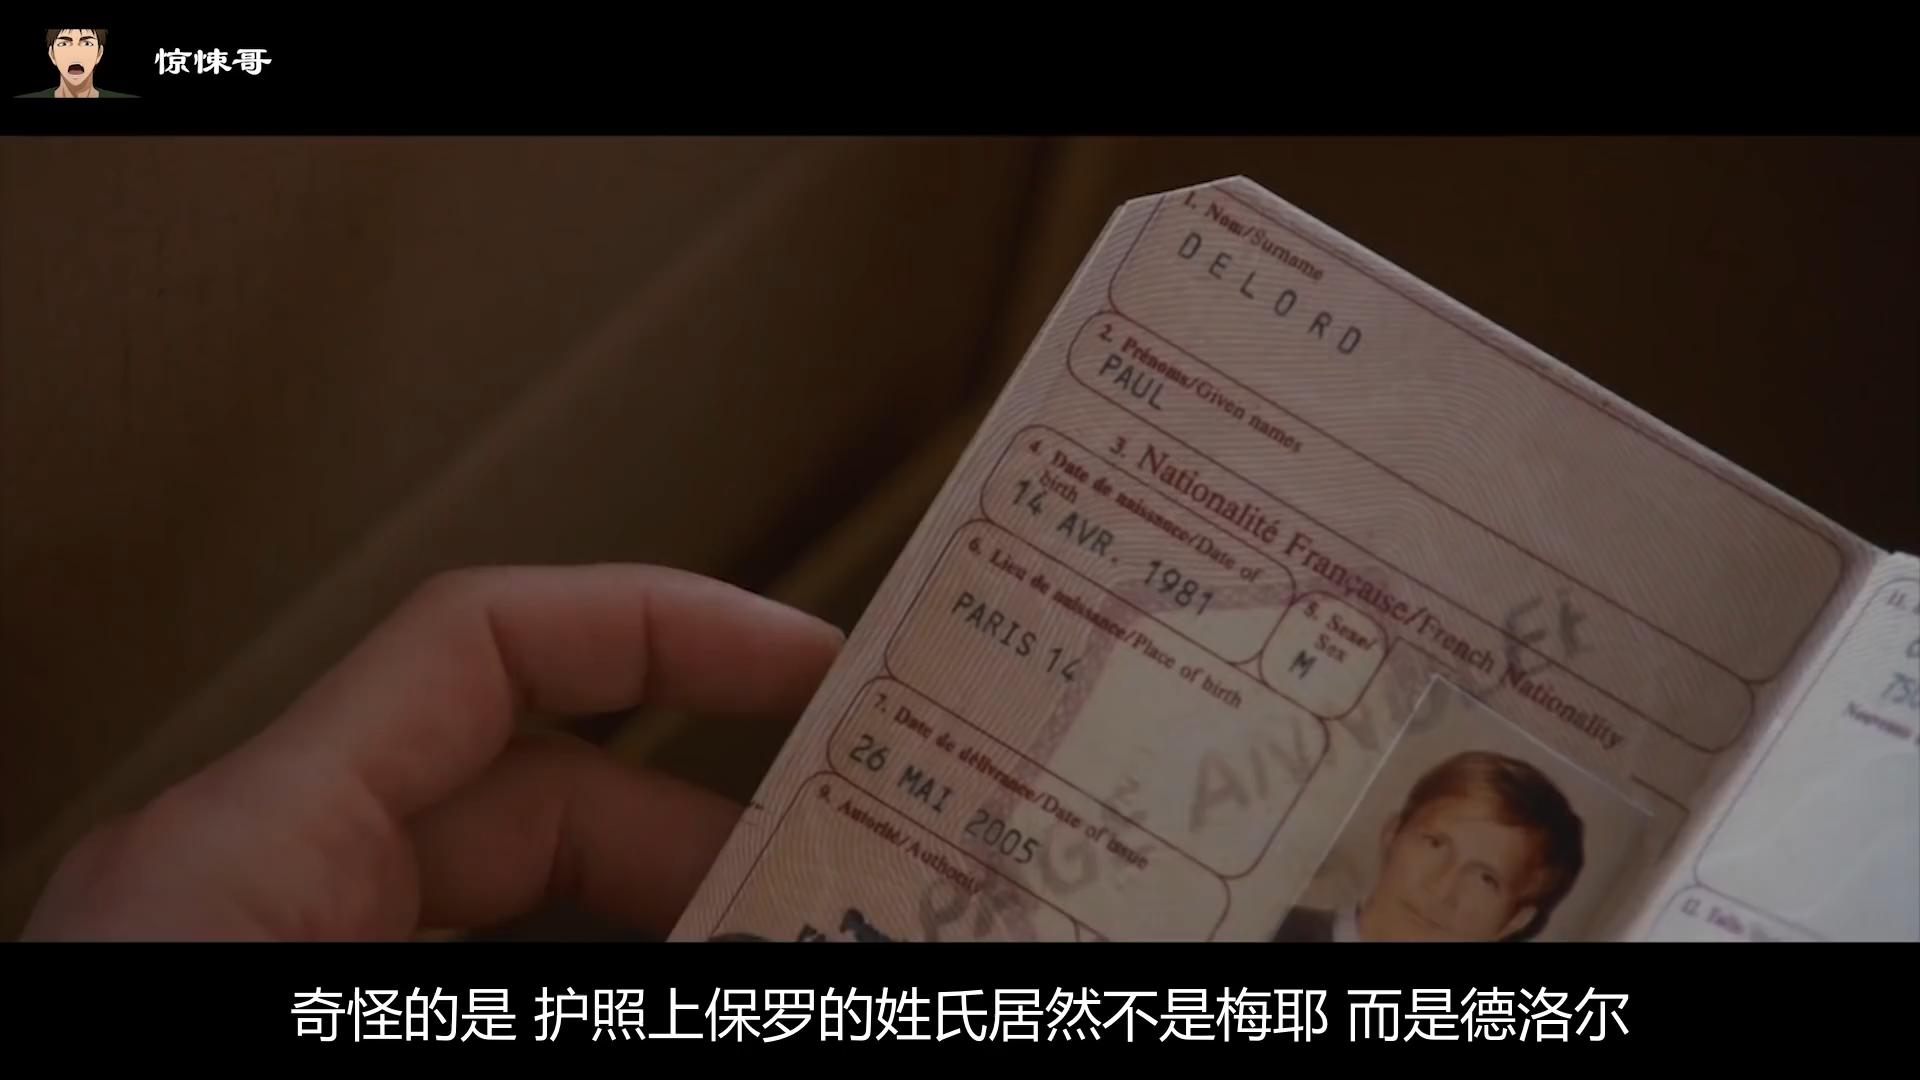 惊悚哥
1. Nom/Surname
DELORD
2. Prénoms/Given names
PAUL
3. Nationalité Française/French Nationality
4. Date de naissance/Date of
birth
14 AVR. 1981
5. Sexe/
Sex
M
6. Lieu de naissance/Place of birth
PARIS 14
7. Date de délivrance/Date of issue
26 MAI 2005
9. Autorité/Authority
奇怪的是 护照上保罗的姓氏居然不是梅耶 而是德洛尔